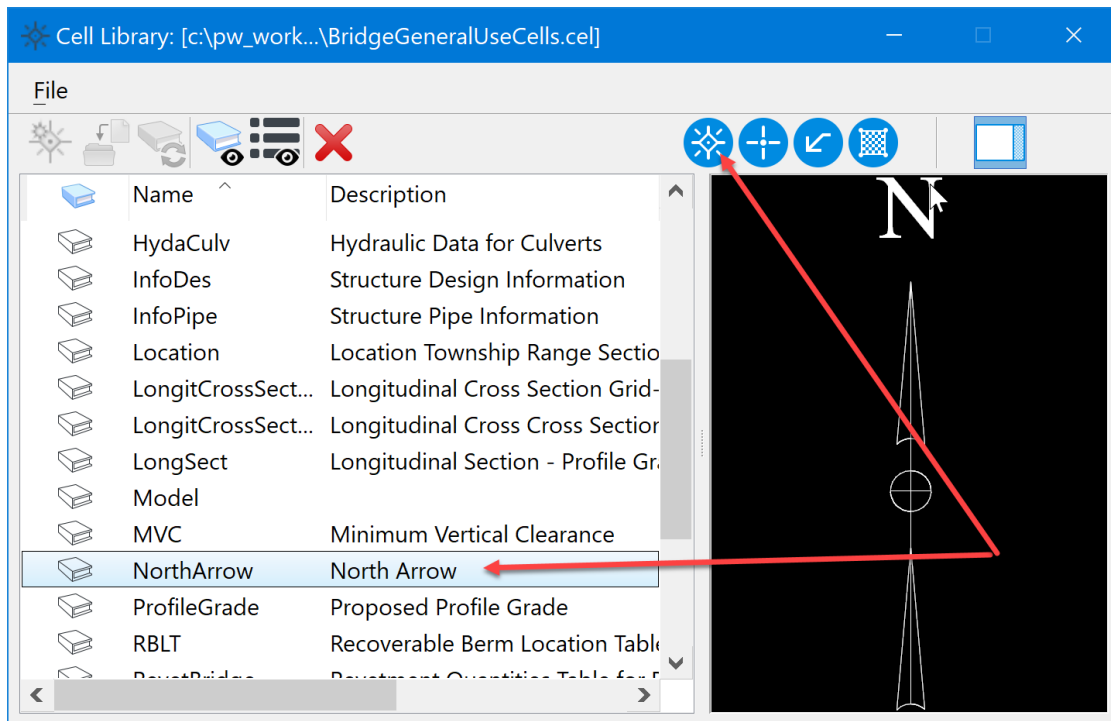 Cell Library: [c:\pw_work...\BridgeGeneralUseCells.cel]
File
Name Description
N
HydaCulv Hydraulic Data for Culverts
InfoDes Structure Design Information
InfoPipe Structure Pipe Information
Location Location Township Range Sectio
LongitCrossSect... Longitudinal Cross Section Grid-
LongitCrossSect... Longitudinal Cross Cross Section
LongSect Longitudinal Section - Profile Gra
Model
MVC Minimum Vertical Clearance
NorthArrow North Arrow
ProfileGrade Proposed Profile Grade
RBLT Recoverable Berm Location Table